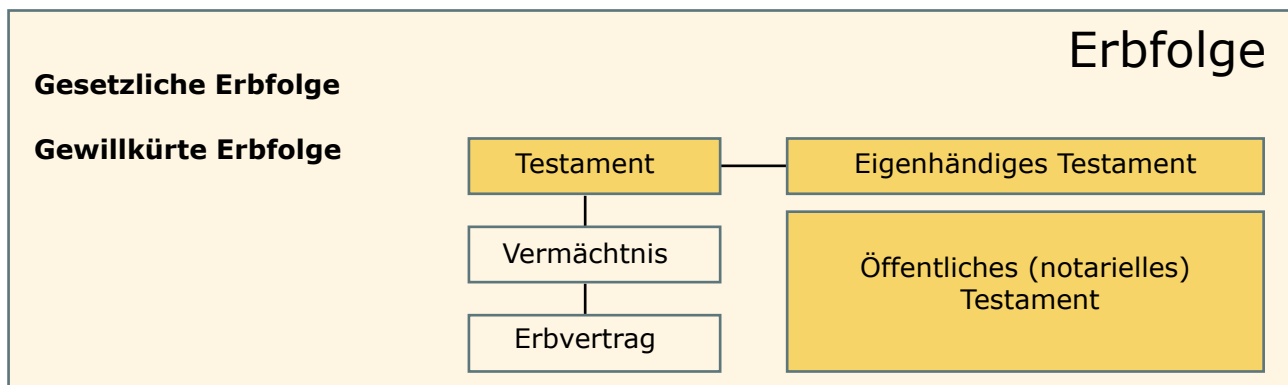 Erbfolge
Gesetzliche Erbfolge
Gewillkürte Erbfolge
Testament
Eigenhändiges Testament
Vermächtnis
Öffentliches (notarielles)
Testament
Erbvertrag